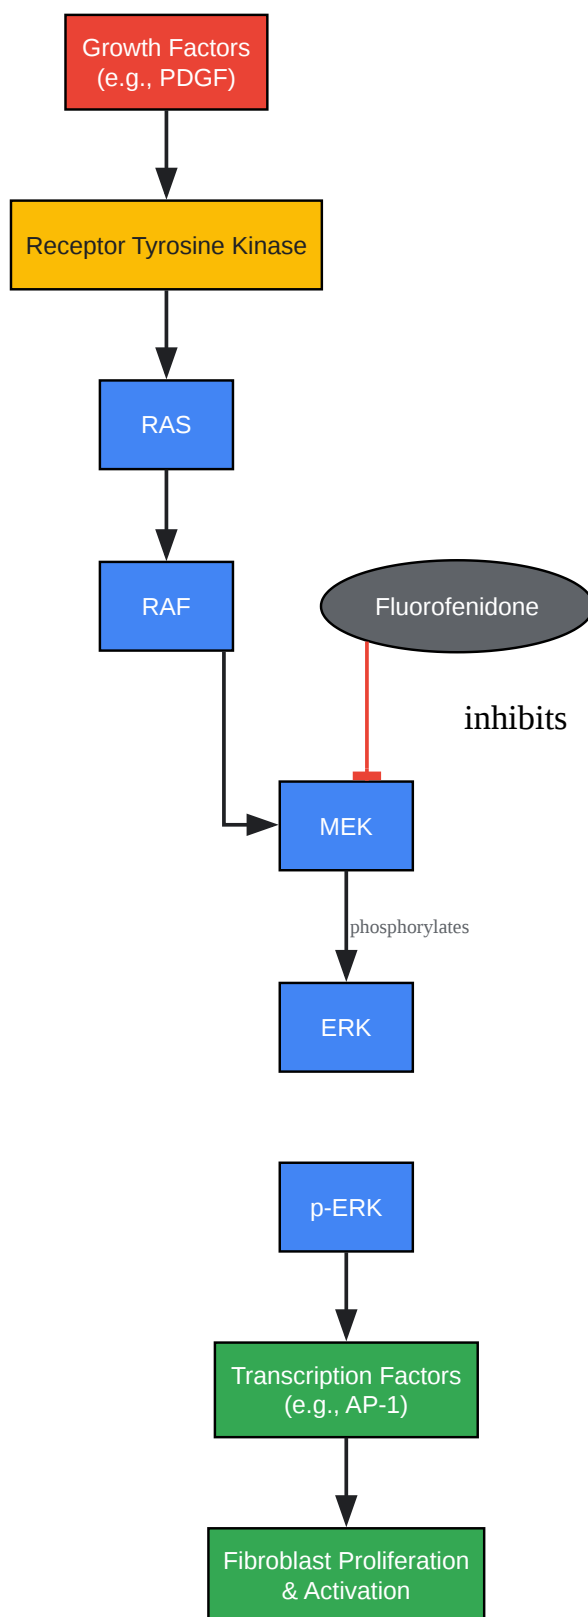 Growth Factors
(e.g., PDGF)
Receptor Tyrosine Kinase
RAS
RAF
Fluorofenidone
inhibits
MEK
phosphorylates
ERK
p-ERK
Transcription Factors
(e.g., AP-1)
Fibroblast Proliferation
& Activation